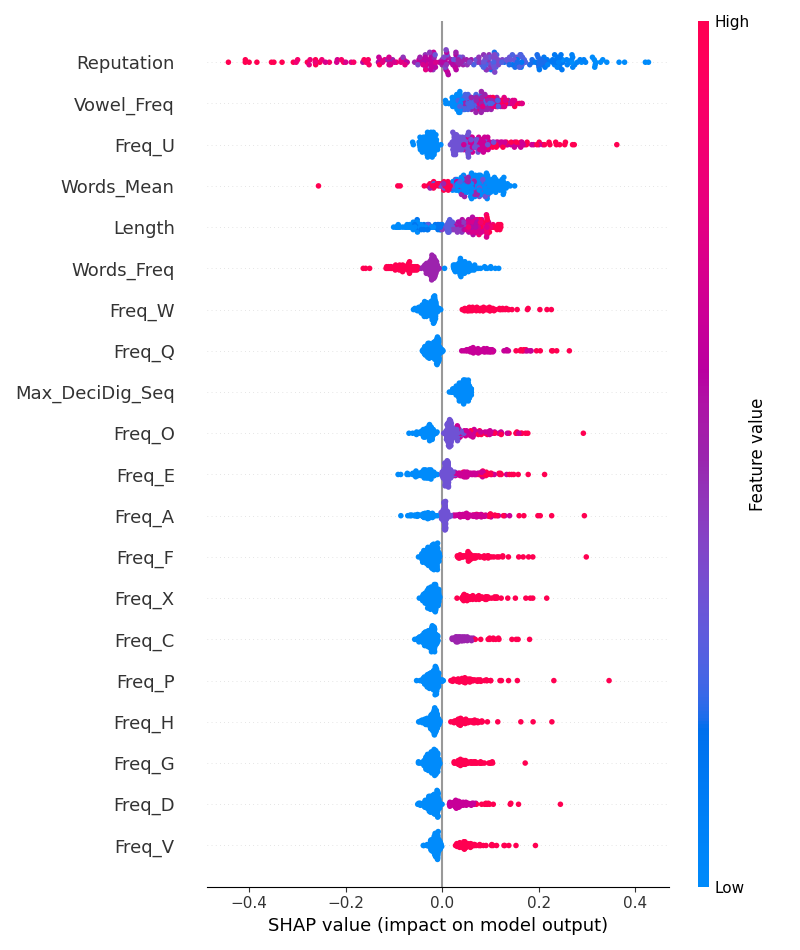 High
Reputation
Vowel_Freq
Freq_U
Words_Mean
Length
Words_Freq
Freq_W
Freq_Q
Max_DeciDig_Seq
Freq_O
Freq_E
Freq_A
Freq_F
Freq_X
Freq_C
Freq_P
Freq_H
Freq_G
Freq_D
Freq_V
Feature value
Low
−0.4 −0.2 0.0 0.2 0.4
SHAP value (impact on model output)